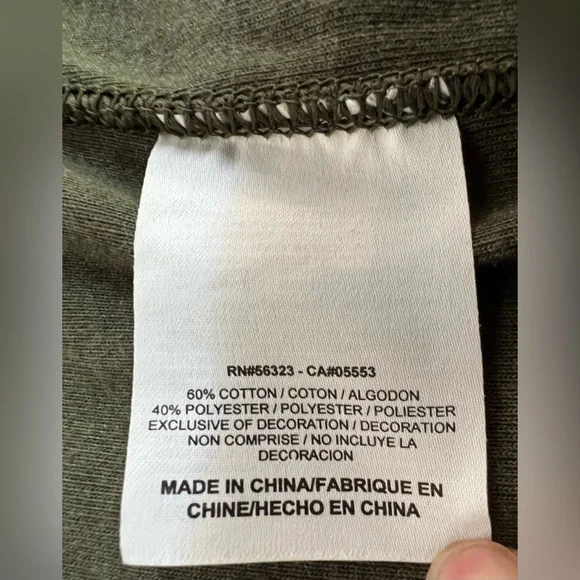 RN#56323 - CA#05553
60% COTTON / COTON / ALGODON
40% POLYESTER / POLYESTER / POLIESTER
EXCLUSIVE OF DECORATION / DECORATION
NON COMPRISE / NO INCLUYE LA
DECORACION
MADE IN CHINA/FABRIQUE EN
CHINE/HECHO EN CHINA